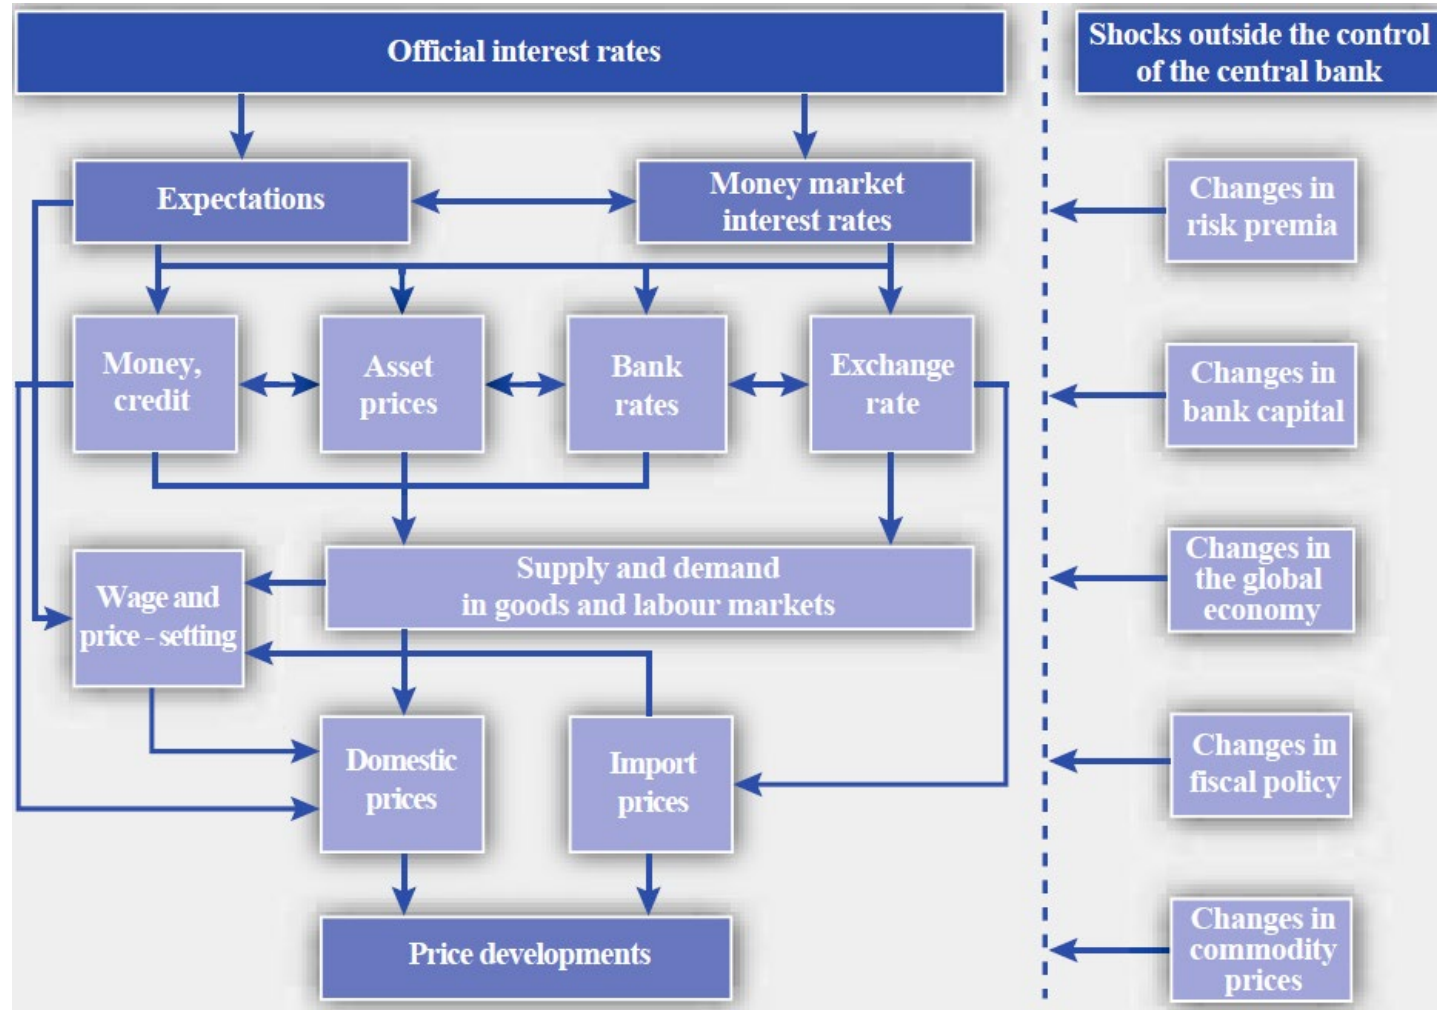 Official interest rates
Shocks outside the control
of the central bank
Expectations
Money market
interest rates
Changes in
risk premia
Money,
credit
Asset
prices
Bank
rates
Exchange
rate
Changes in
bank capital
Supply and demand
in goods and labour markets
Changes in
the global
economy
Wage and
price - setting
Domestic
prices
Import
prices
Changes in
fiscal policy
Price developments
Changes in
commodity
prices